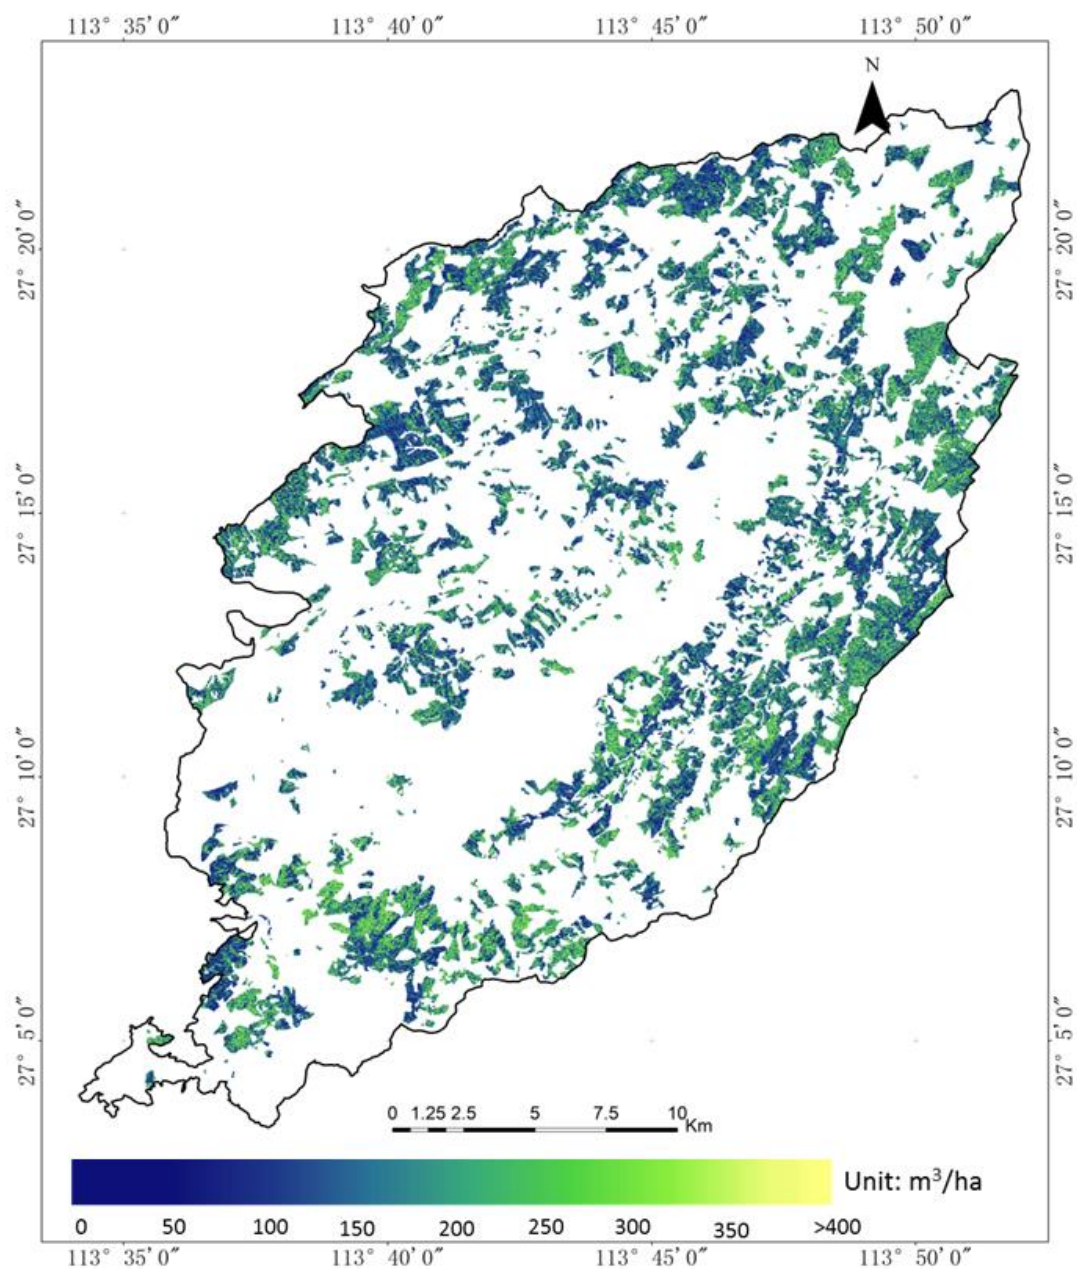 113° 35′ 0″ 113° 40′ 0″ 113° 45′ 0″ 113° 50′ 0″
N
27° 20′ 0″ 27° 20′ 0″
27° 15′ 0″ 27° 15′ 0″
27° 10′ 0″ 27° 10′ 0″
27° 5′ 0″ 27° 5′ 0″
0 1.25 2.5 5 7.5 10
Km
Unit: m³/ha
0 50 100 150 200 250 300 350 >400
113° 35′ 0″ 113° 40′ 0″ 113° 45′ 0″ 113° 50′ 0″